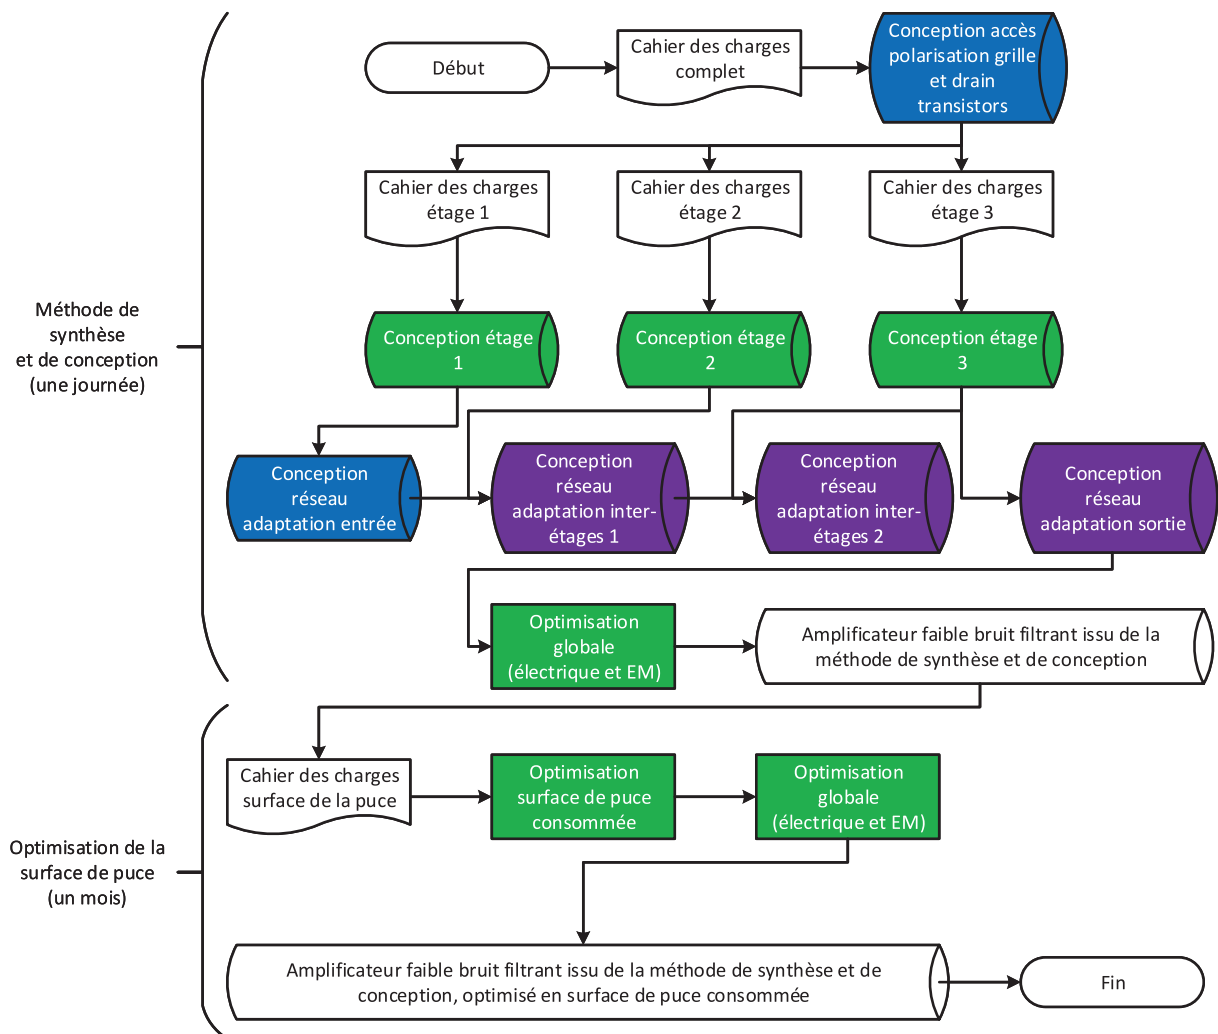 Début
Cahier des charges
complet
Conception accès
polarisation grille
et drain
transistors
Cahier des charges
étage 1
Cahier des charges
étage 2
Cahier des charges
étage 3
Méthode de
synthèse
et de conception
(une journée)
Conception étage
1
Conception étage
2
Conception étage
3
Conception
réseau
adaptation entrée
Conception
réseau
adaptation inter-
étages 1
Conception
réseau
adaptation inter-
étages 2
Conception
réseau
adaptation sortie
Optimisation
globale
(électrique et EM)
Amplificateur faible bruit filtrant issu de la
méthode de synthèse et de conception
Cahier des charges
surface de la puce
Optimisation
surface de puce
consommée
Optimisation
globale
(électrique et EM)
Optimisation de la
surface de puce
(un mois)
Amplificateur faible bruit filtrant issu de la méthode de synthèse et de
conception, optimisé en surface de puce consommée
Fin